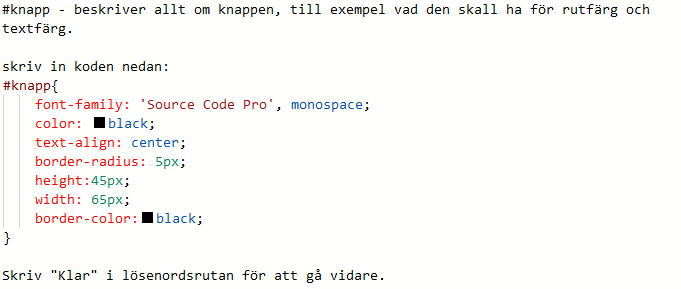 #knapp - beskriver allt om knappen, till exempel vad den skall ha för rutfärg och
textfärg.
skriv in koden nedan:
#knapp{
font-family: 'Source Code Pro', monospace;
color: black;
text-align: center;
border-radius: 5px;
height:45px;
width: 65px;
border-color: black;
}
Skriv "Klar" i lösenordsrutan för att gå vidare.